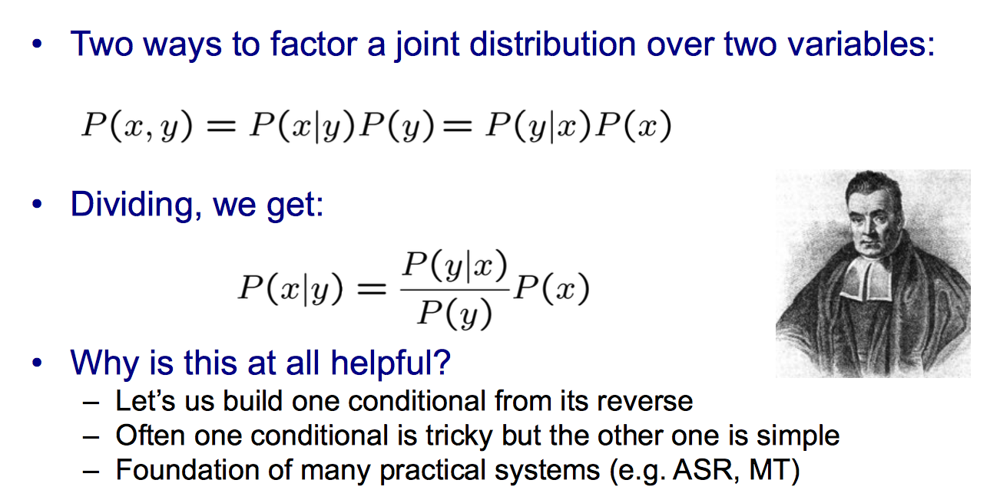 • Two ways to factor a joint distribution over two variables:
P(x, y) = P(x|y)P(y) = P(y|x)P(x)
• Dividing, we get:
P(x|y) = \frac{P(y|x)}{P(y)} P(x)
• Why is this at all helpful?
– Let’s us build one conditional from its reverse
– Often one conditional is tricky but the other one is simple
– Foundation of many practical systems (e.g. ASR, MT)